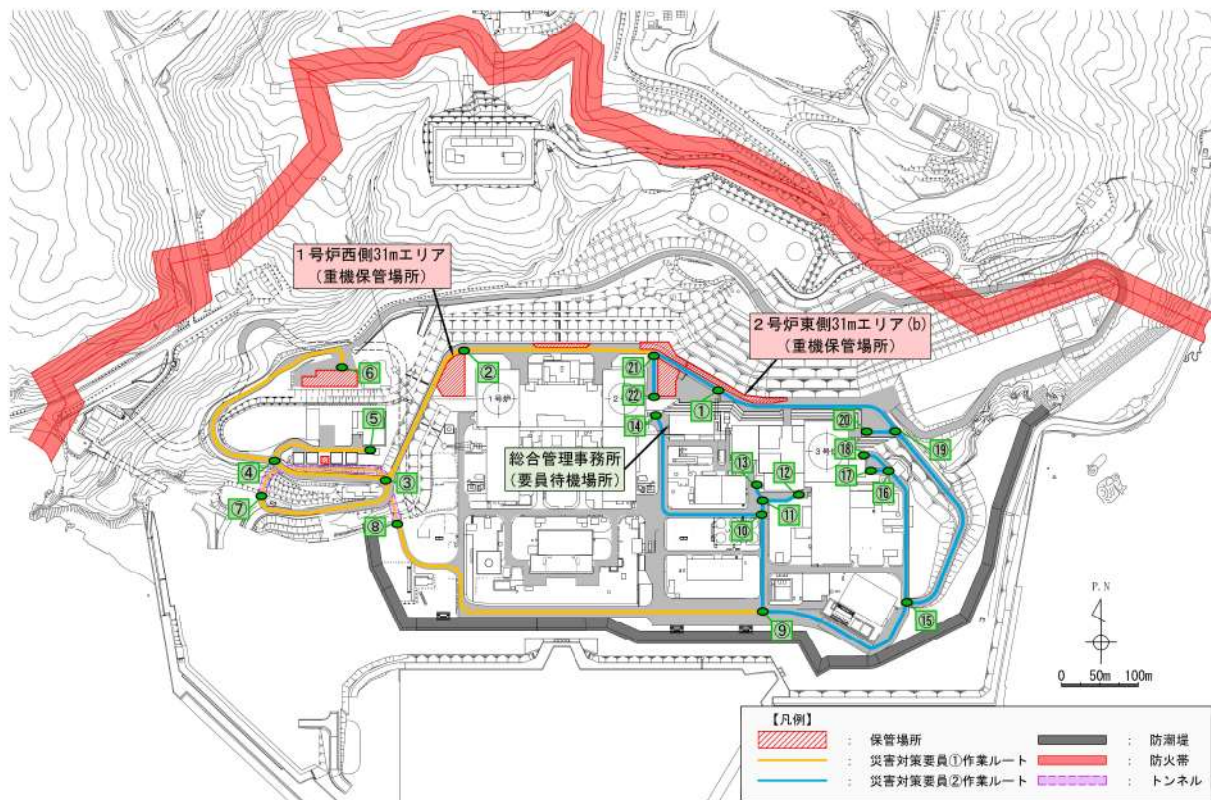 1号炉西側31mエリア
(重機保管場所)
2号炉東側31mエリア(b)
(重機保管場所)
⑥
②
㉑
1号炉
2
㉒
①
⑭
⑤
総合管理事務所
(要員待機場所)
⑳
3号
⑱
⑲
④
⑬
⑫
⑰
⑯
③
⑦
⑧
⑩
⑪
⑨
⑮
P.N
0 50m 100m
【凡例】
: 保管場所
: 災害対策要員①作業ルート
: 災害対策要員②作業ルート
: 防潮堤
: 防火帯
: トンネル